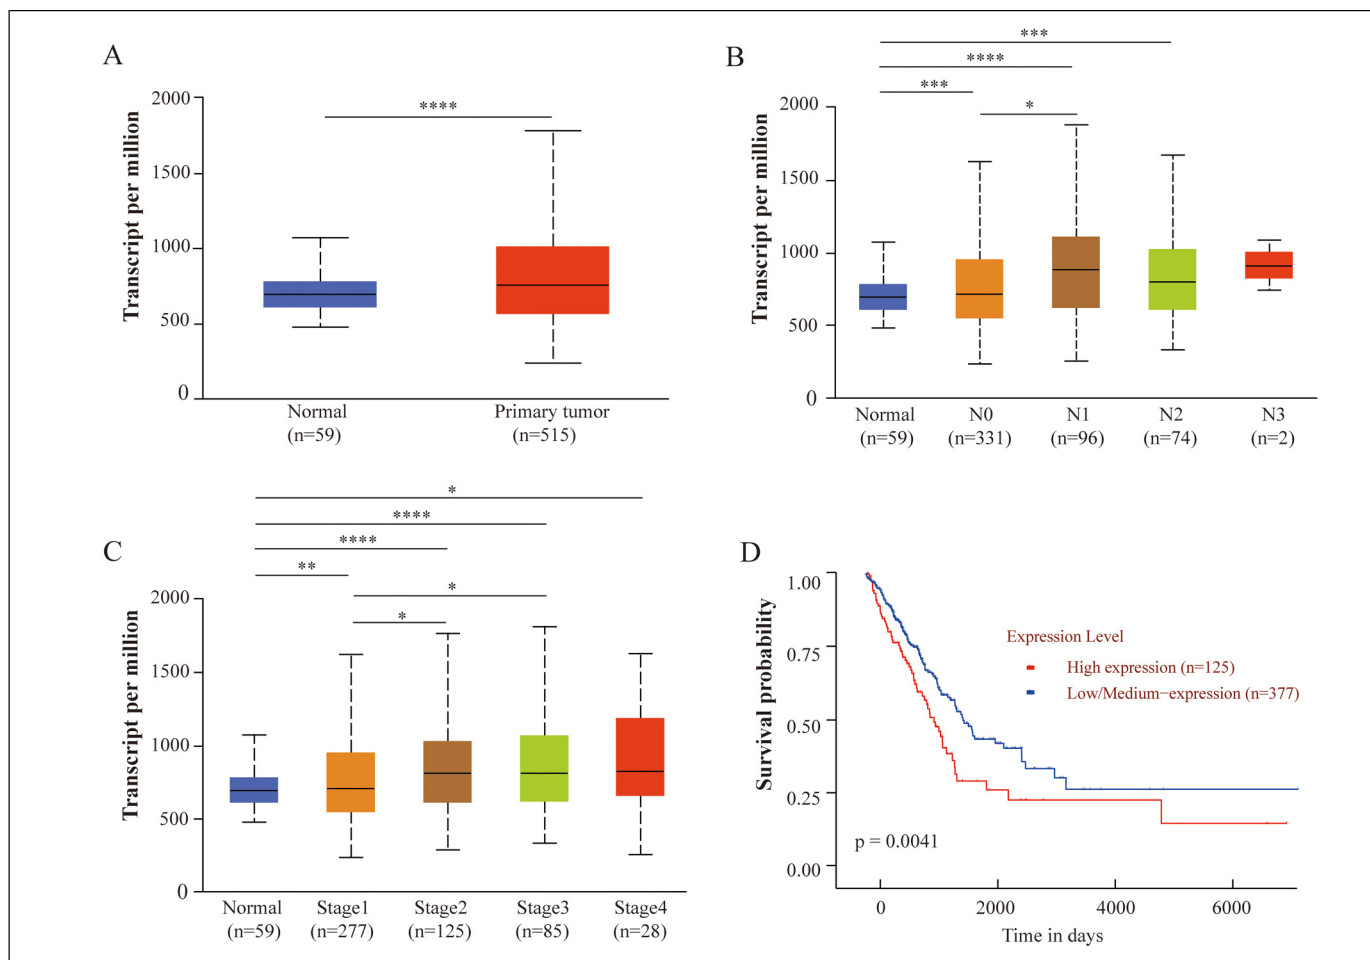 A
Transcript per million
2000
1500
1000
500
0
****
Normal
(n=59)
Primary tumor
(n=515)
B
Transcript per million
2000
1500
1000
500
0
***
****
***
*
Normal
(n=59)
N0
(n=331)
N1
(n=96)
N2
(n=74)
N3
(n=2)
C
Transcript per million
2000
1500
1000
500
0
*
****
****
**
*
*
Normal
(n=59)
Stage1
(n=277)
Stage2
(n=125)
Stage3
(n=85)
Stage4
(n=28)
D
Survival probability
1.00
0.75
0.50
0.25
0.00
Expression Level
High expression (n=125)
Low/Medium−expression (n=377)
p = 0.0041
0
2000
4000
6000
Time in days